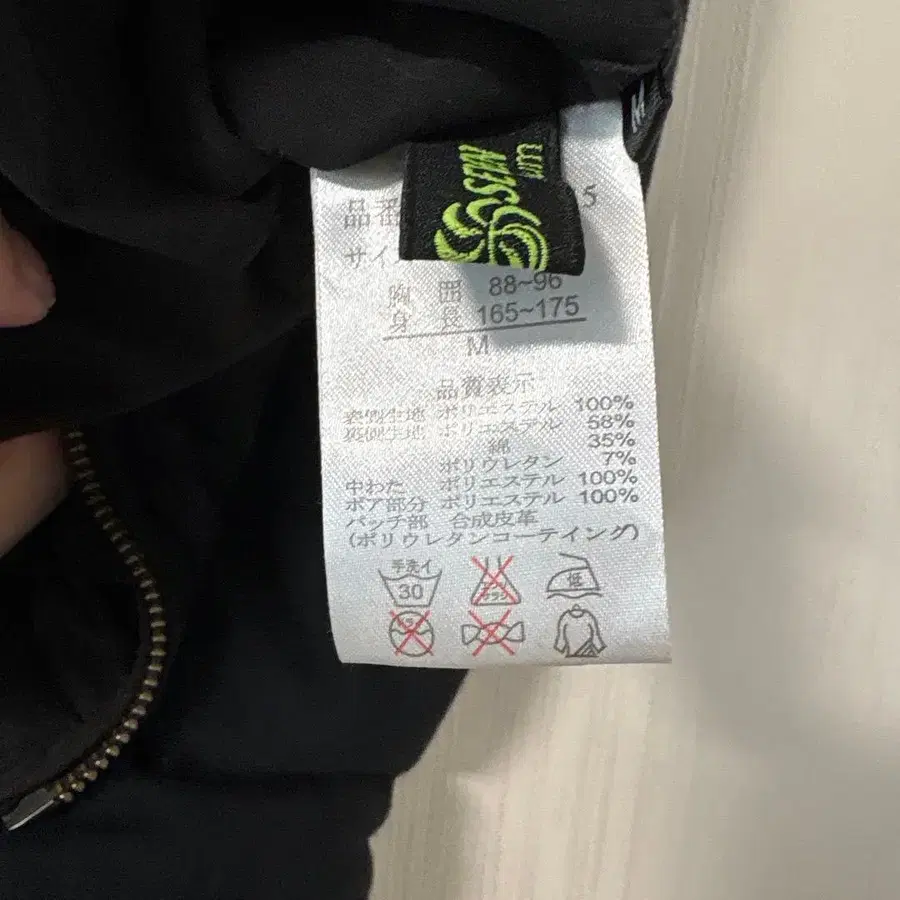 M
品番 5
サイ
胸 囲 88~96
身 長 165~175
M
品質表示
表側生地 ポリエステル 100%
裏側生地 ポリエステル 58%
綿 35%
ポリウレタン 7%
中わた ポリエステル 100%
ボア部分 ポリエステル 100%
パッチ部 合成皮革
(ポリウレタンコーティング)
手洗イ 30
低